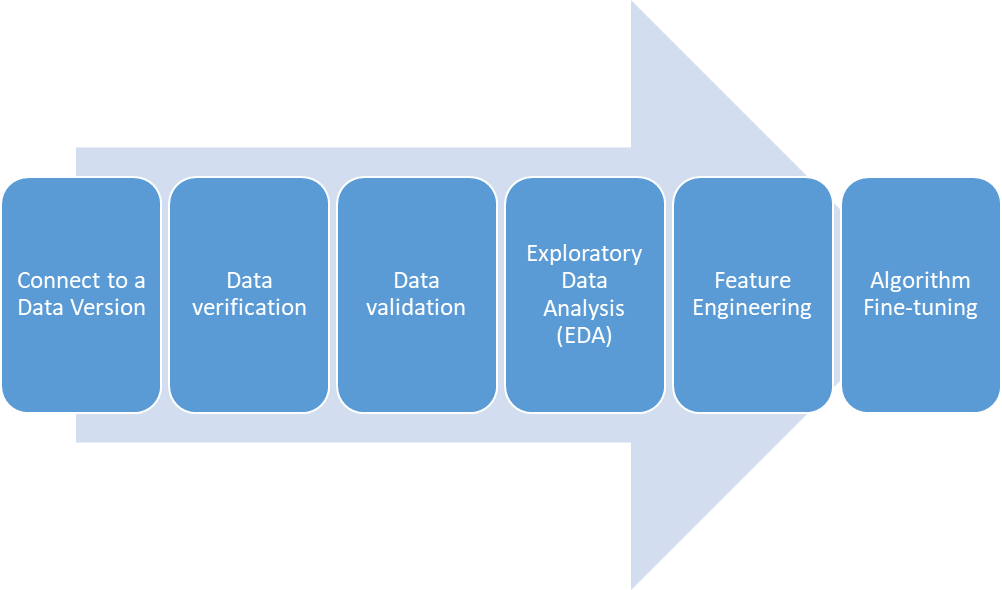 Connect to a
Data Version
Data
verification
Data
validation
Exploratory
Data
Analysis
(EDA)
Feature
Engineering
Algorithm
Fine-tuning